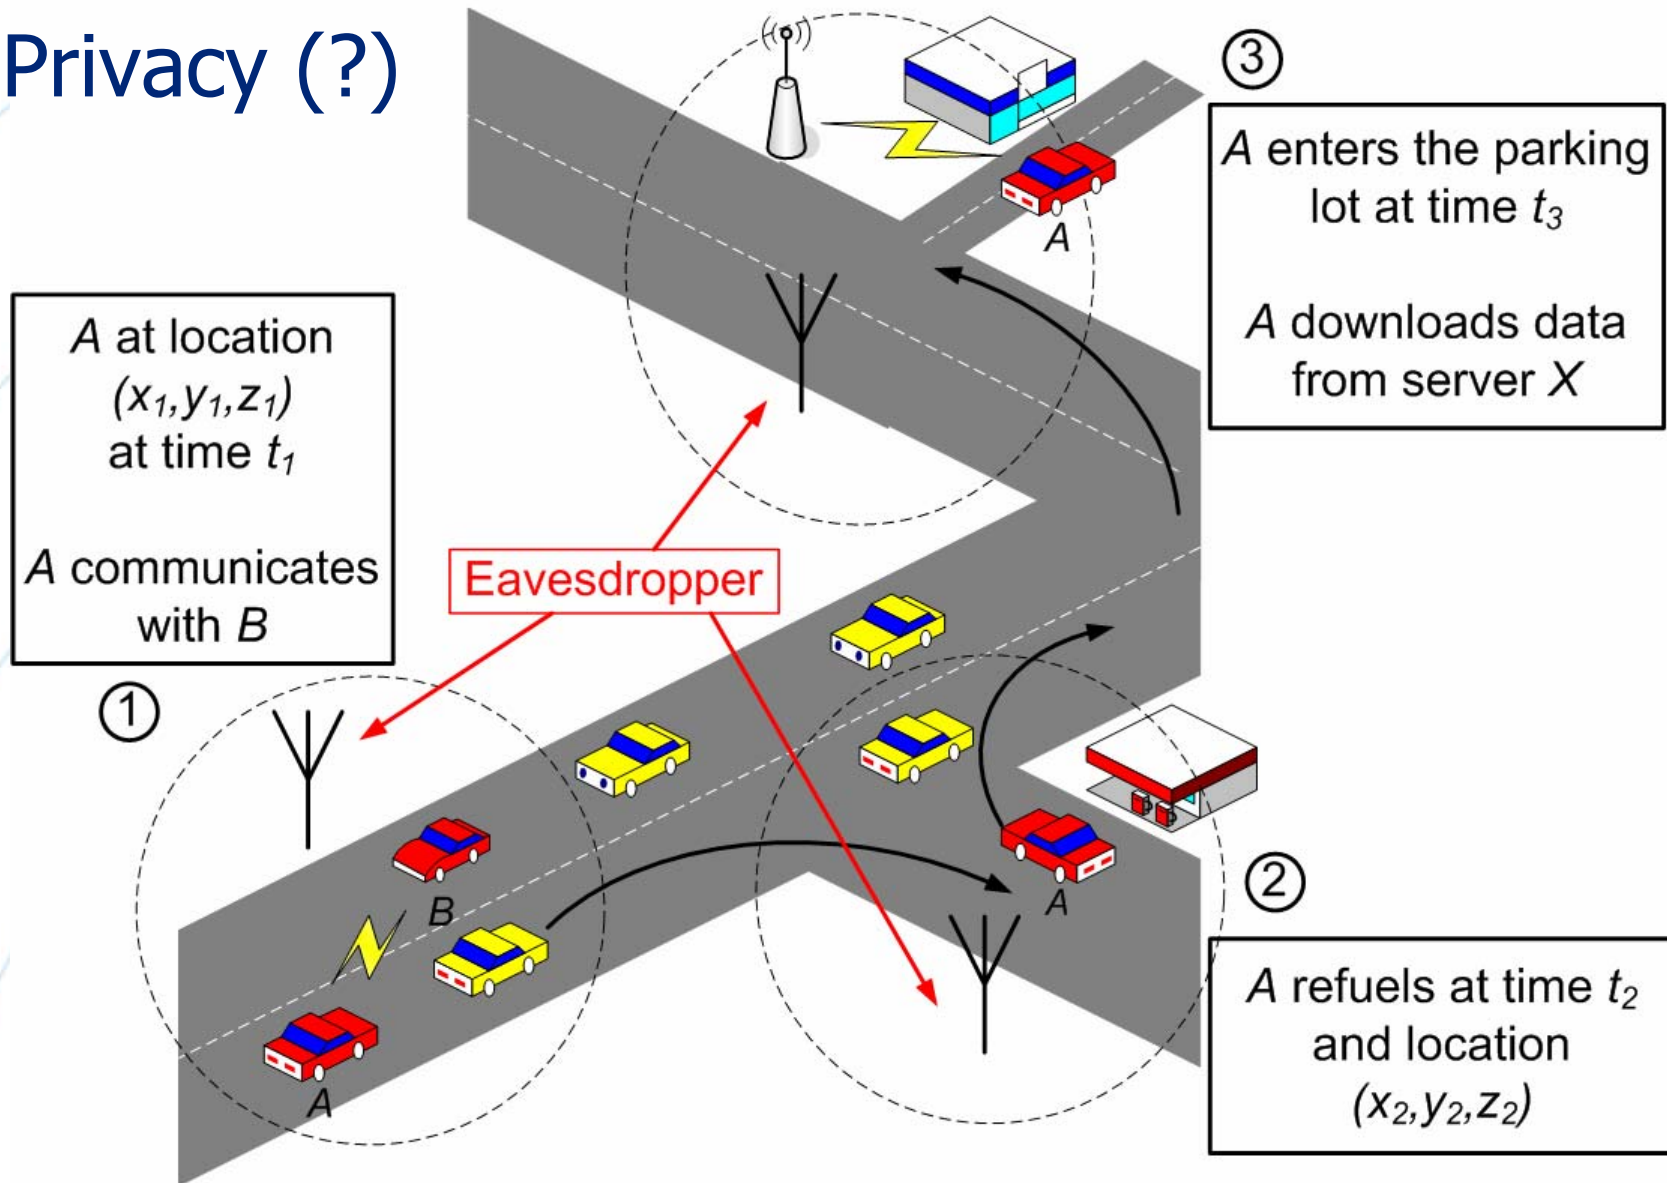 Privacy (?)
1
A at location
(x₁,y₁,z₁)
at time t₁
A communicates
with B
Eavesdropper
A
B
2
A refuels at time t₂
and location
(x₂,y₂,z₂)
A
3
A enters the parking
lot at time t₃
A downloads data
from server X
A